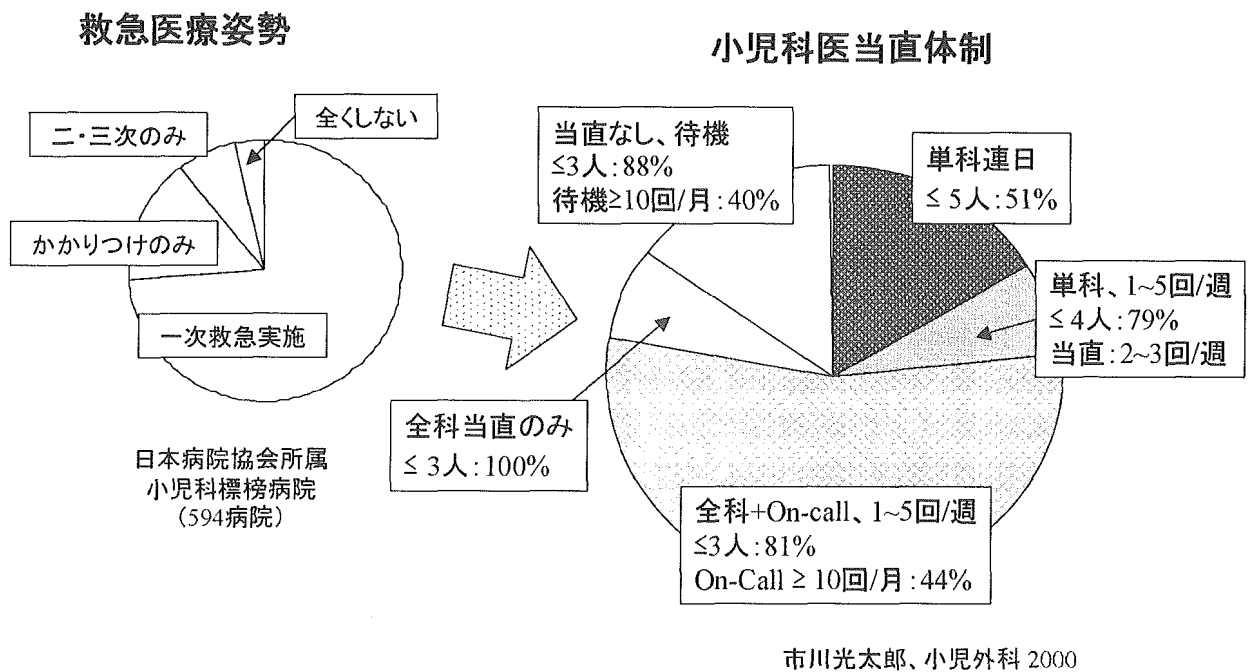 救急医療姿勢
全くしない
二・三次のみ
かかりつけのみ
一次救急実施
日本病院協会所属
小児科標榜病院
（594病院）
小児科医当直体制
当直なし、待機
≤3人：88%
待機≥10回/月：40%
単科連日
≤ 5人：51%
単科、1~5回/週
≤ 4人：79%
当直：2~3回/週
全科当直のみ
≤ 3人：100%
全科+On-call、1~5回/週
≤3人：81%
On-Call ≥ 10回/月：44%
市川光太郎、小児外科 2000